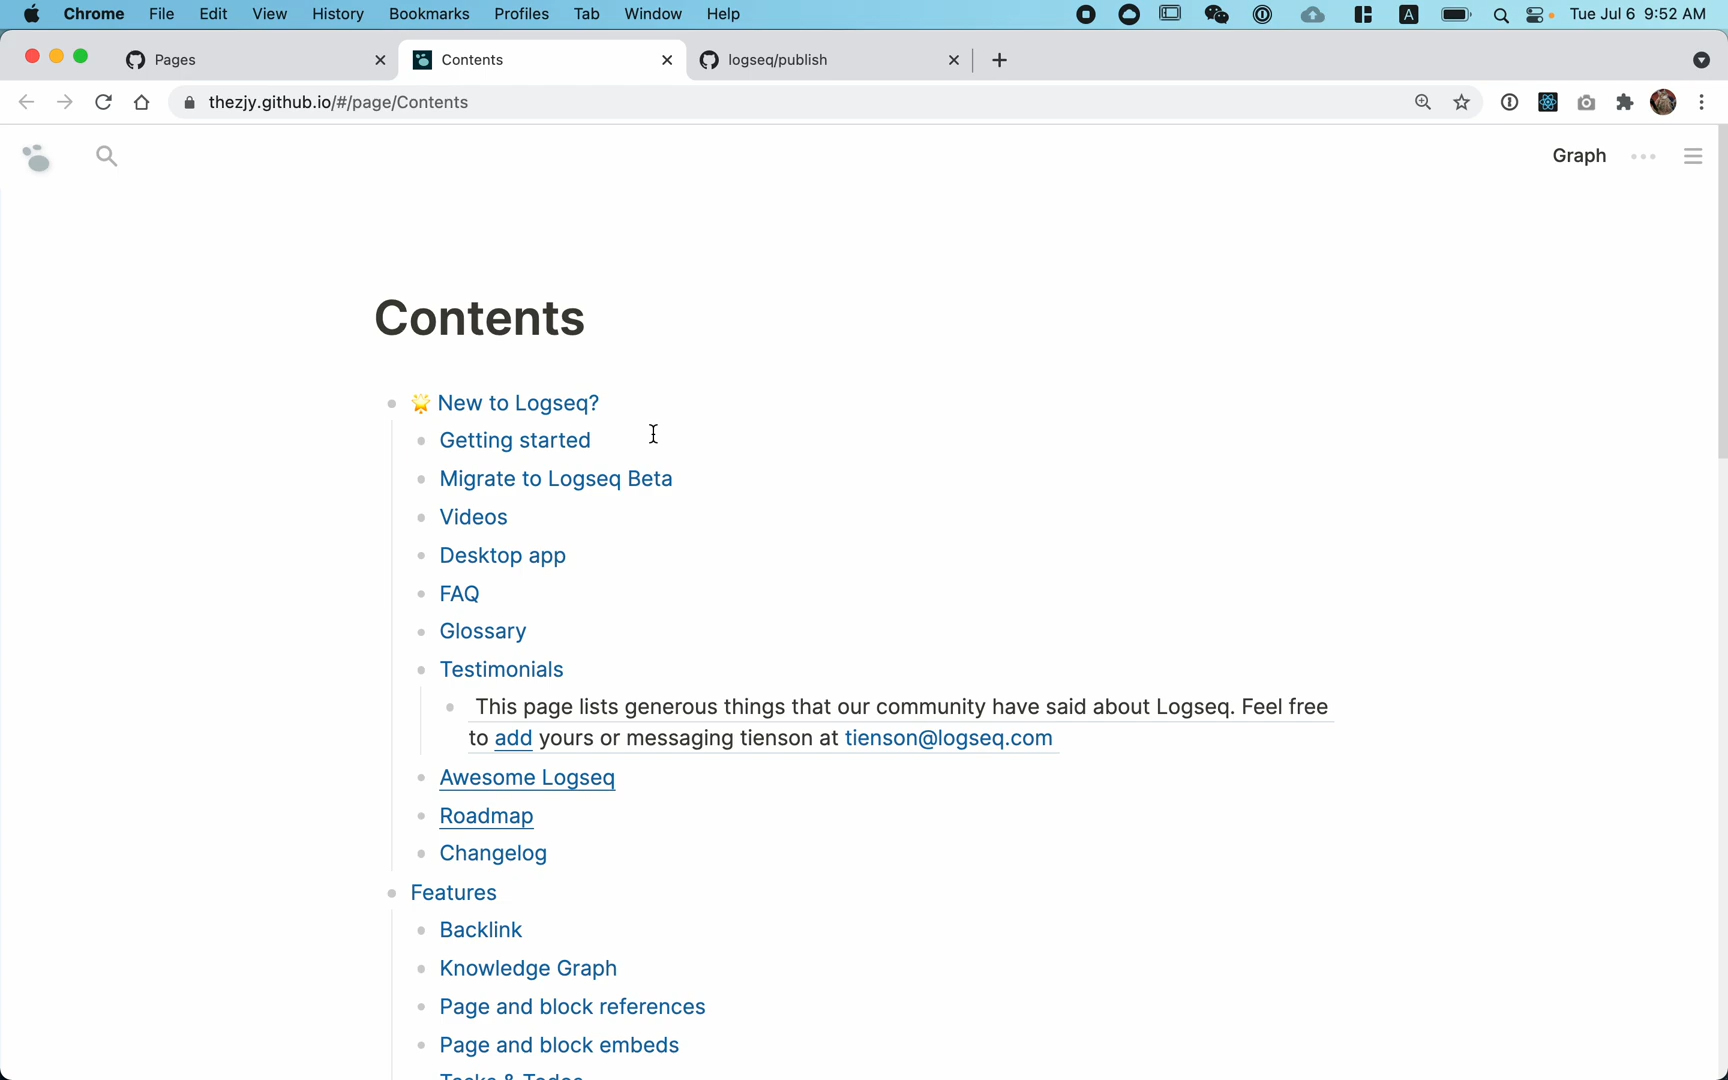 Chrome File Edit View History Bookmarks Profiles Tab Window Help A Tue Jul 6 9:52 AM
Pages Contents logseq/publish
thezjy.github.io/#/page/Contents
Graph
Contents
New to Logseq?
Getting started
Migrate to Logseq Beta
Videos
Desktop app
FAQ
Glossary
Testimonials
This page lists generous things that our community have said about Logseq. Feel free
to add yours or messaging tienson at tienson@logseq.com
Awesome Logseq
Roadmap
Changelog
Features
Backlink
Knowledge Graph
Page and block references
Page and block embeds